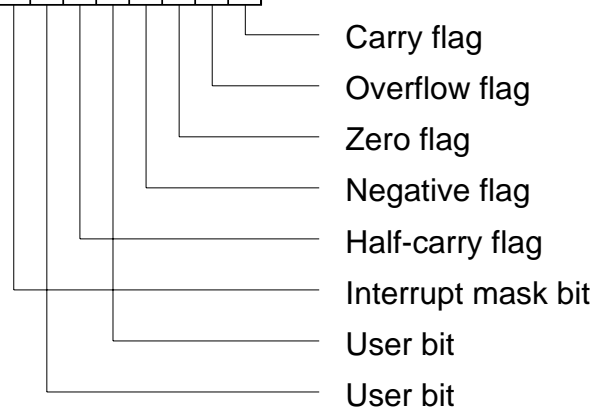 Carry flag
Overflow flag
Zero flag
Negative flag
Half-carry flag
Interrupt mask bit
User bit
User bit